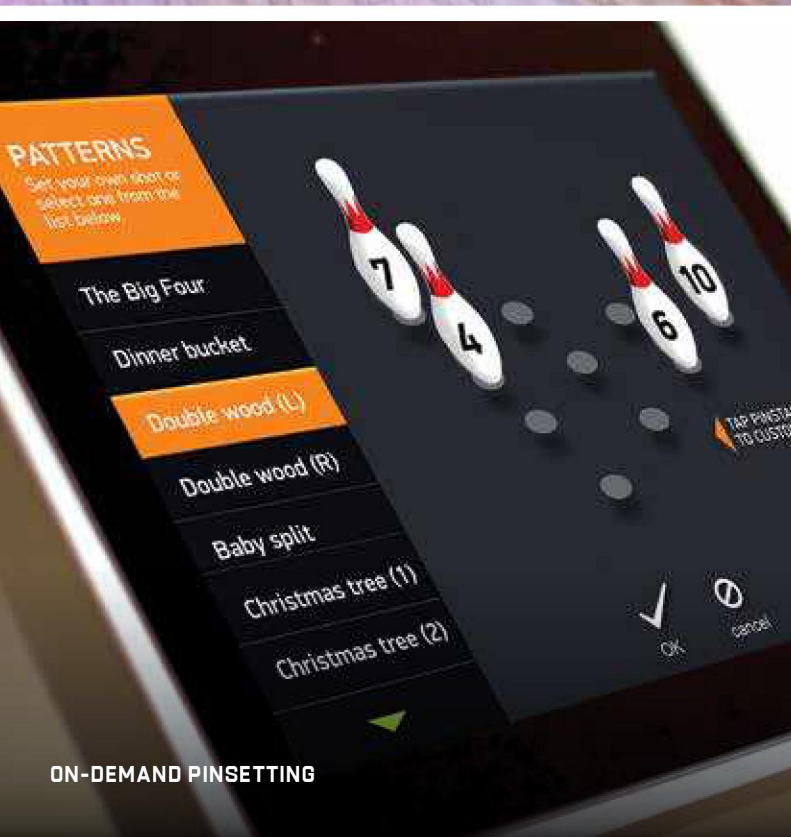 PATTERNS
Set your own shot or
select one from the
list below
The Big Four
Dinner bucket
Double wood (L)
Double wood (R)
Baby split
Christmas tree (1)
Christmas tree (2)
7
4
6
10
TO
OK
cancel
ON-DEMAND PINSETTING